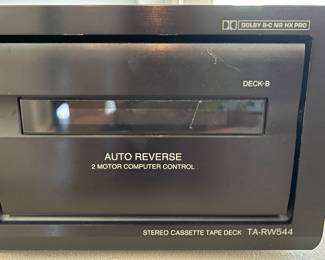 DOLBY B-C NR HX PRO
DECK-B
AUTO REVERSE
2 MOTOR COMPUTER CONTROL
STEREO CASSETTE TAPE DECK TA-RW544